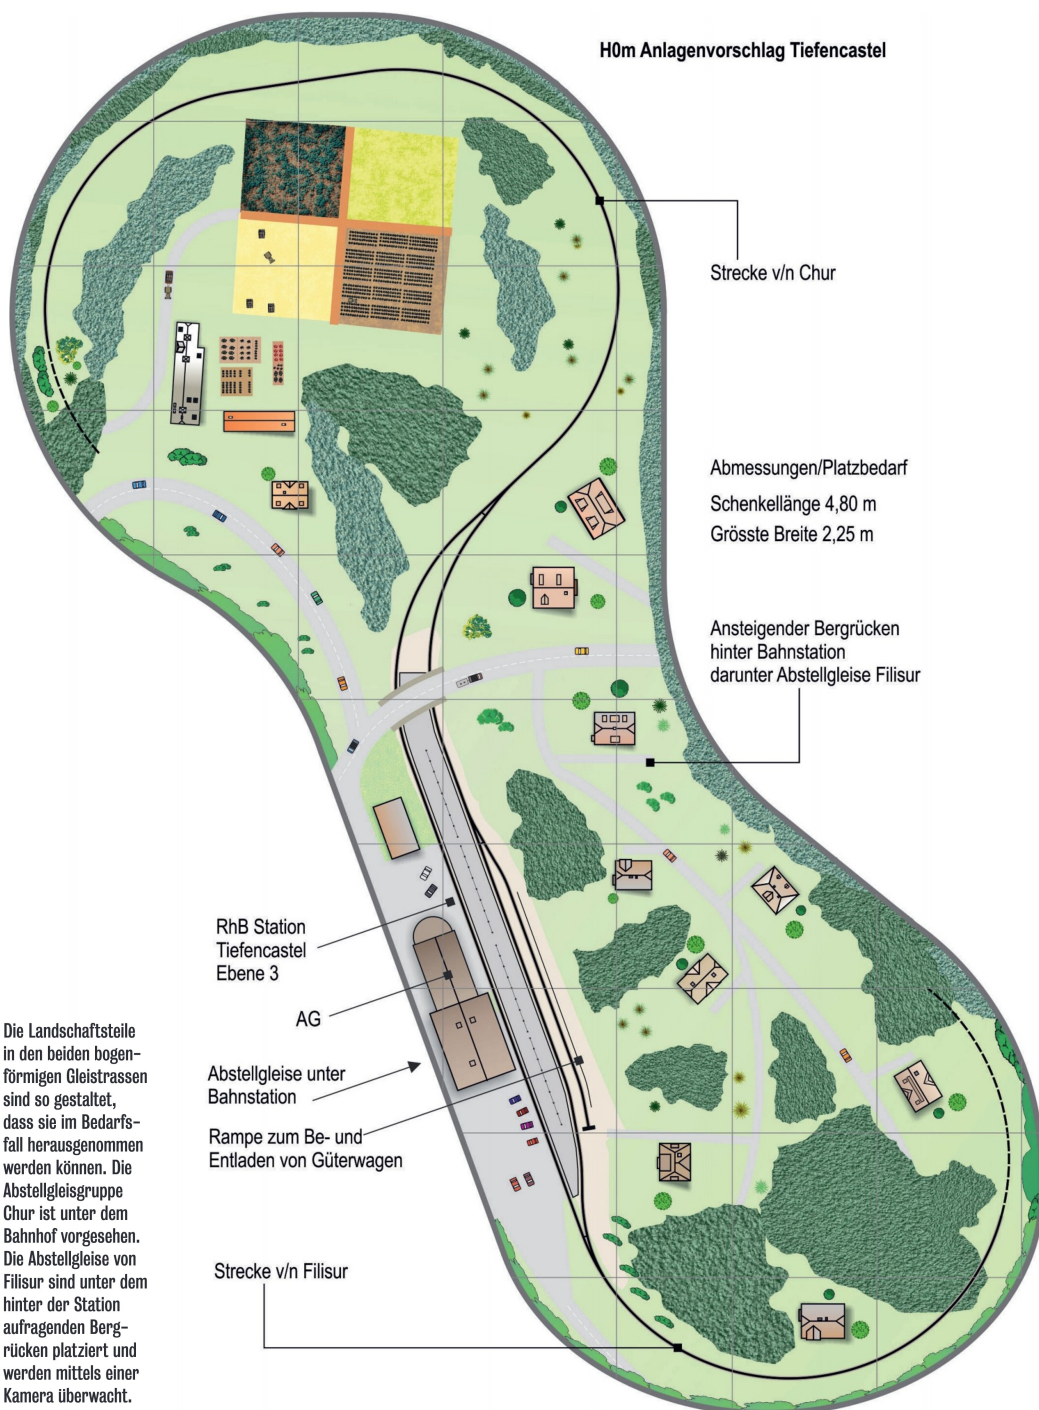 H0m Anlagenvorschlag Tiefencastel
Strecke v/n Chur
Abmessungen/Platzbedarf
Schenkellänge 4,80 m
Grösste Breite 2,25 m
Ansteigender Bergrücken
hinter Bahnstation
darunter Abstellgleise Filisur
RhB Station
Tiefencastel
Ebene 3
AG
Abstellgleise unter
Bahnstation
Rampe zum Be- und
Entladen von Güterwagen
Strecke v/n Filisur
Die Landschaftsteile
in den beiden bogen-
förmigen Gleistrassen
sind so gestaltet,
dass sie im Bedarfs-
fall herausgenommen
werden können. Die
Abstellgleisgruppe
Chur ist unter dem
Bahnhof vorgesehen.
Die Abstellgleise von
Filisur sind unter dem
hinter der Station
aufragenden Berg-
rücken platziert und
werden mittels einer
Kamera überwacht.